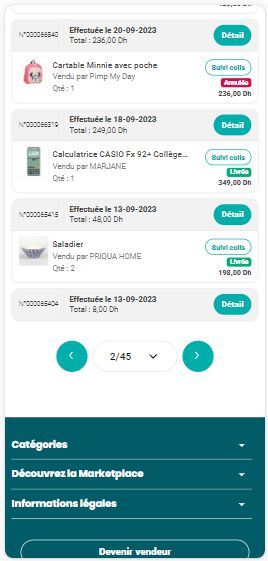 Effectuée le 20-09-2023
N°000066840
Total : 236,00 Dh
Détail
Cartable Minnie avec poche
Vendu par Pimp My Day
Qté : 1
Suivi colis
Annulée
236,00 Dh
Effectuée le 18-09-2023
N°000066319
Total : 249,00 Dh
Détail
Calculatrice CASIO Fx 92+ Collège...
Vendu par MARJANE
Qté : 1
Suivi colis
Livrée
349,00 Dh
Effectuée le 13-09-2023
N°000065415
Total : 48,00 Dh
Détail
Saladier
Vendu par PRIQUA HOME
Qté : 2
Suivi colis
Livrée
198,00 Dh
Effectuée le 13-09-2023
N°000065404
Total : 8,00 Dh
Détail
2/45
Catégories
Découvrez la Marketplace
Informations légales
Devenir vendeur